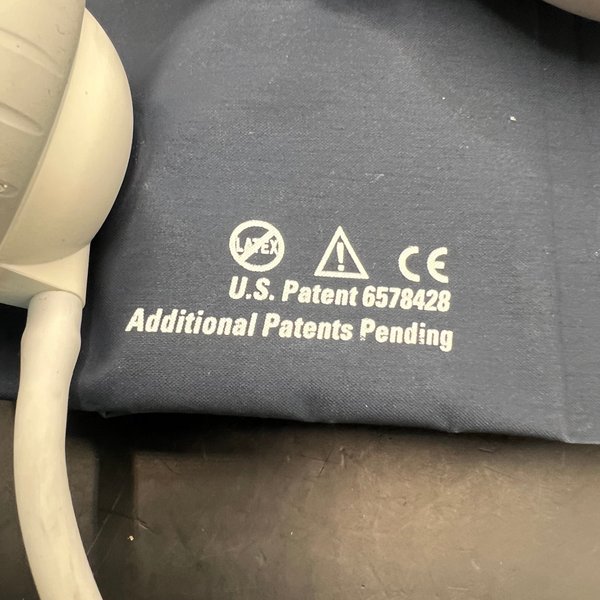 LATEX
CE
U.S. Patent 6578428
Additional Patents Pending